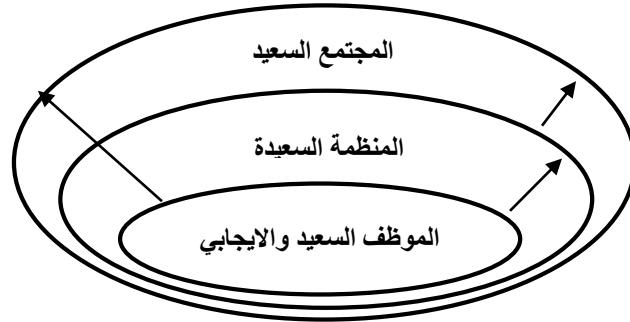 المجتمع السعيد
المنظمة السعيدة
الموظف السعيد والايجابي